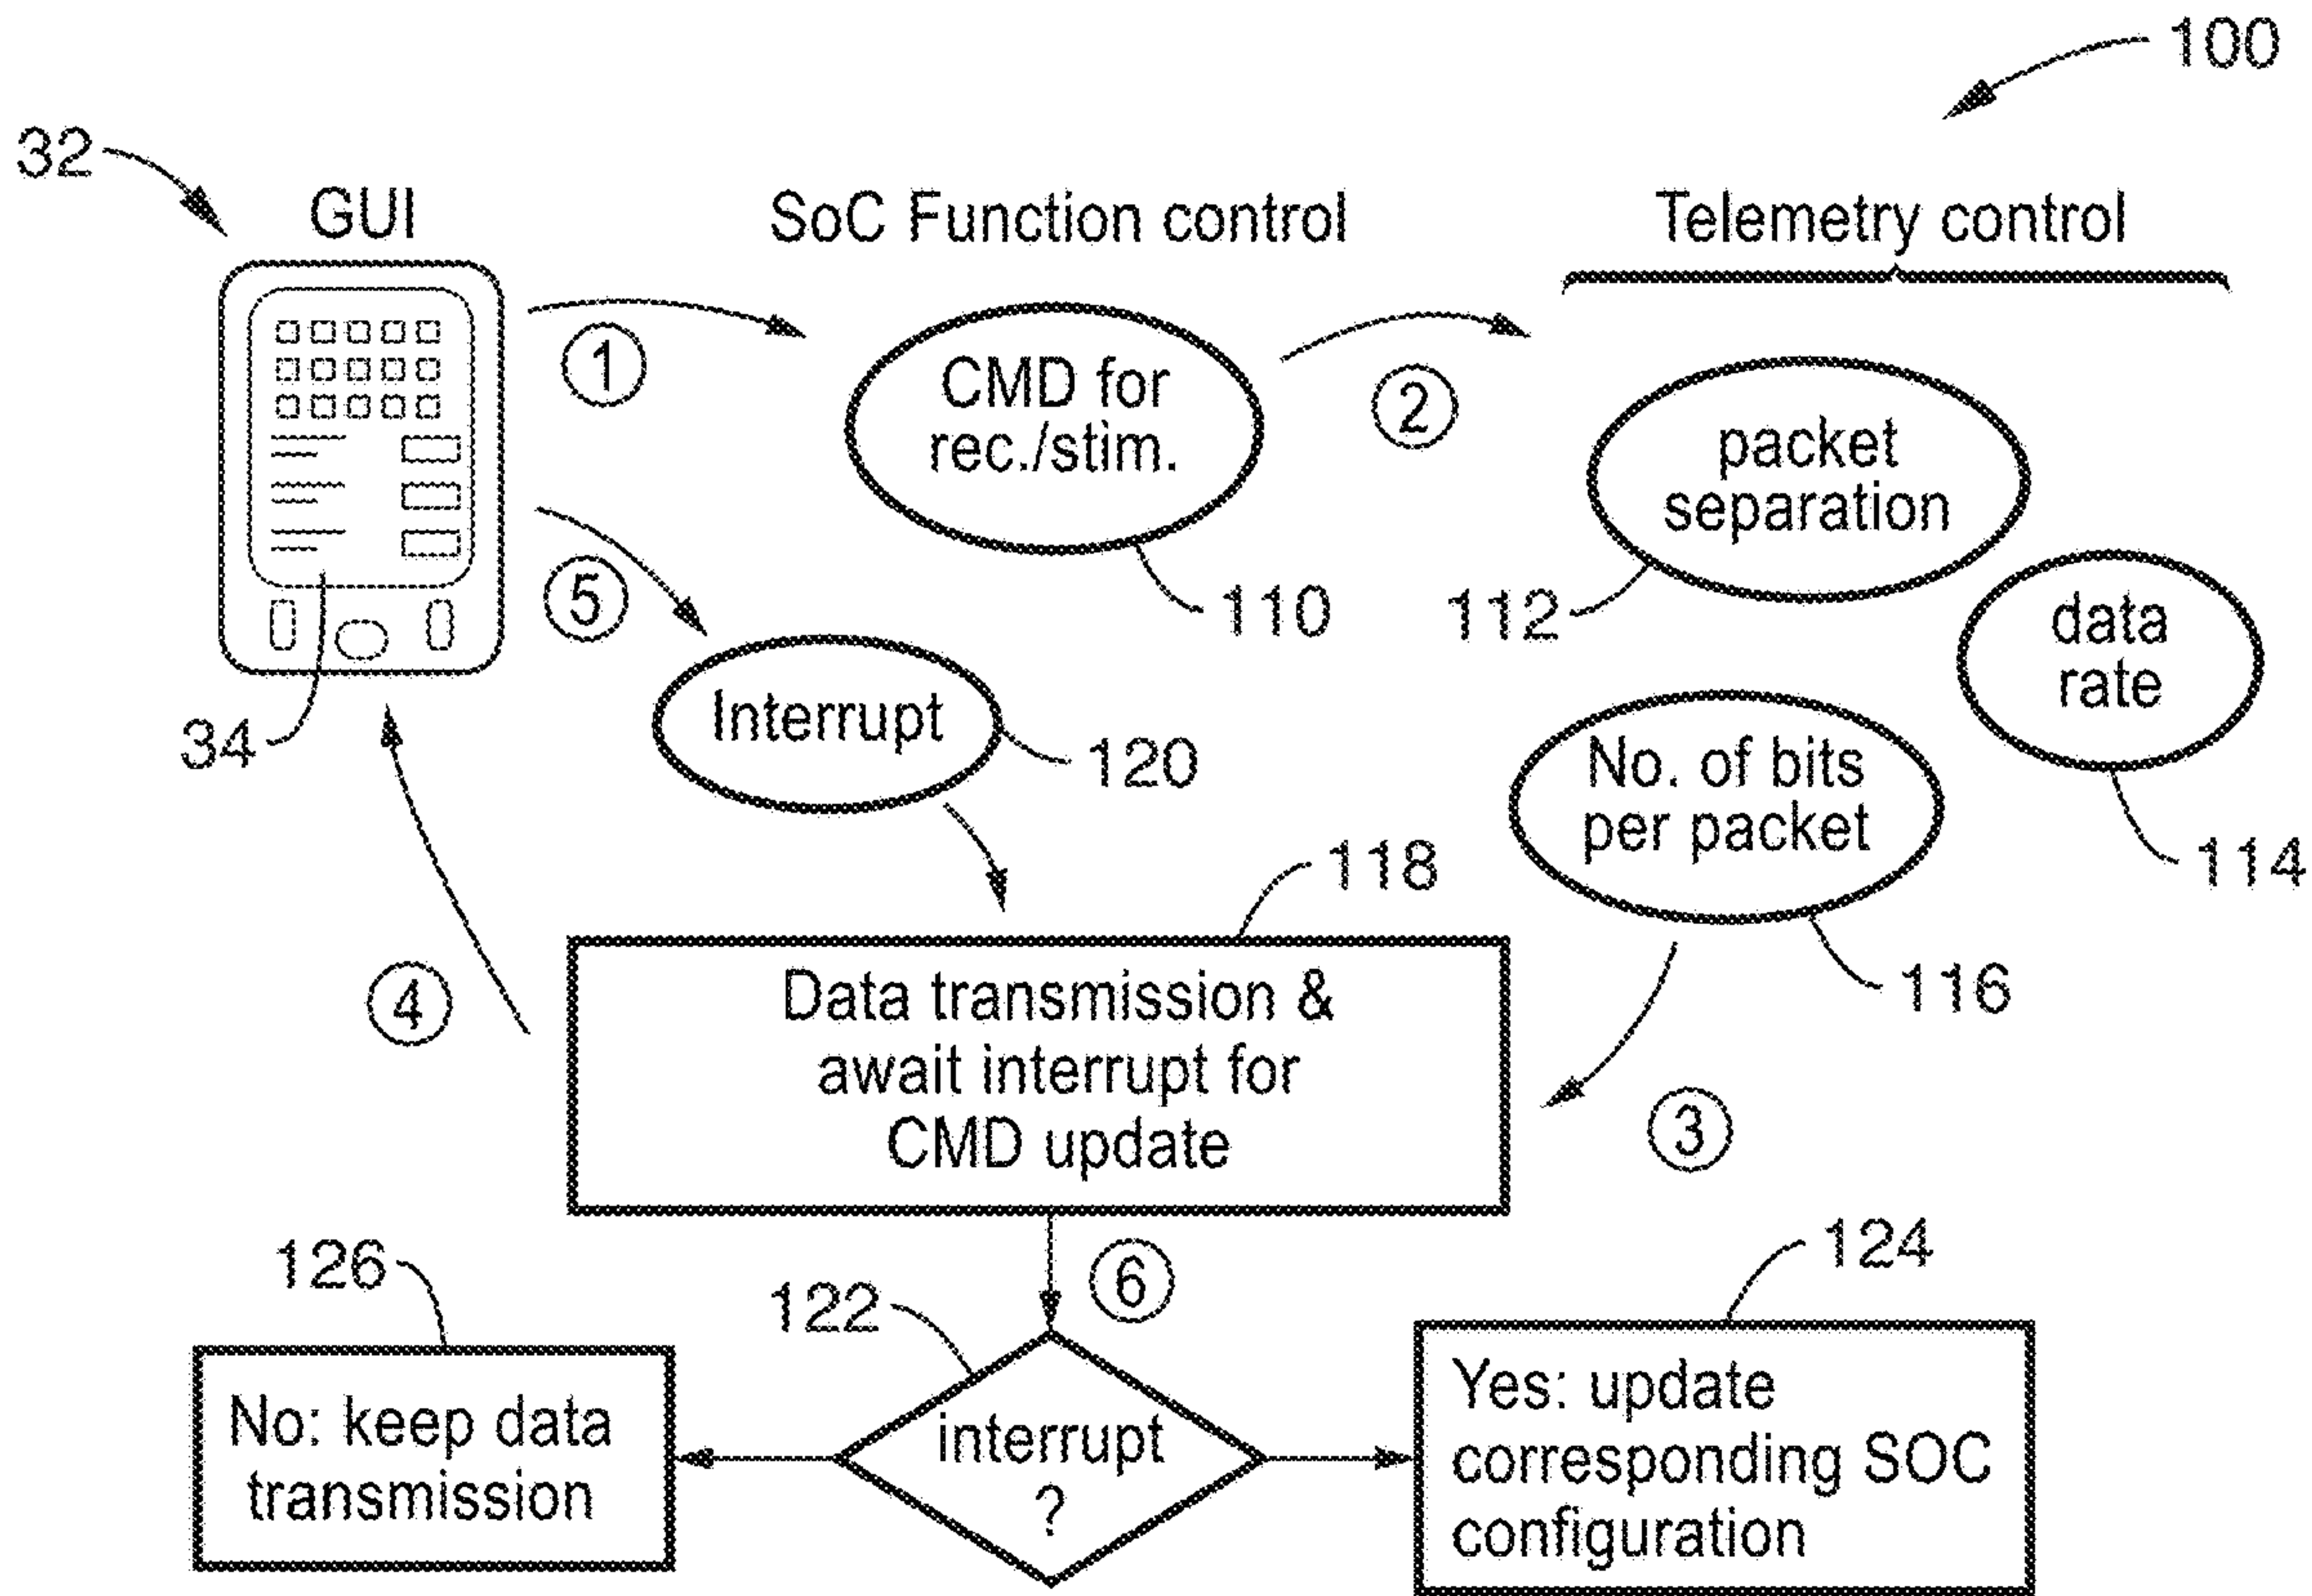 100
32
GUI
SoC Function control
Telemetry control
1
CMD for
rec./stim.
2
packet
separation
110
112
5
data
rate
34
Interrupt
120
No. of bits
per packet
114
118
116
4
Data transmission &
await interrupt for
CMD update
3
6
126
122
124
No: keep data
transmission
interrupt
?
Yes: update
corresponding SOC
configuration